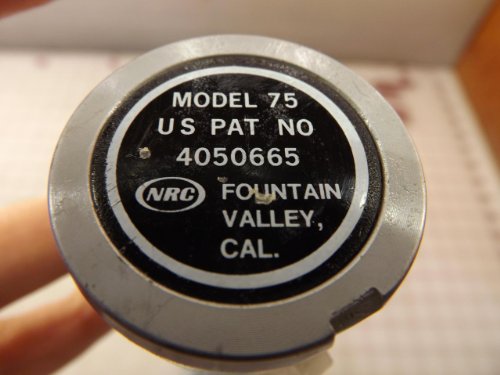 MODEL 75
US PAT NO
4050665
NRC FOUNTAIN
VALLEY,
CAL.